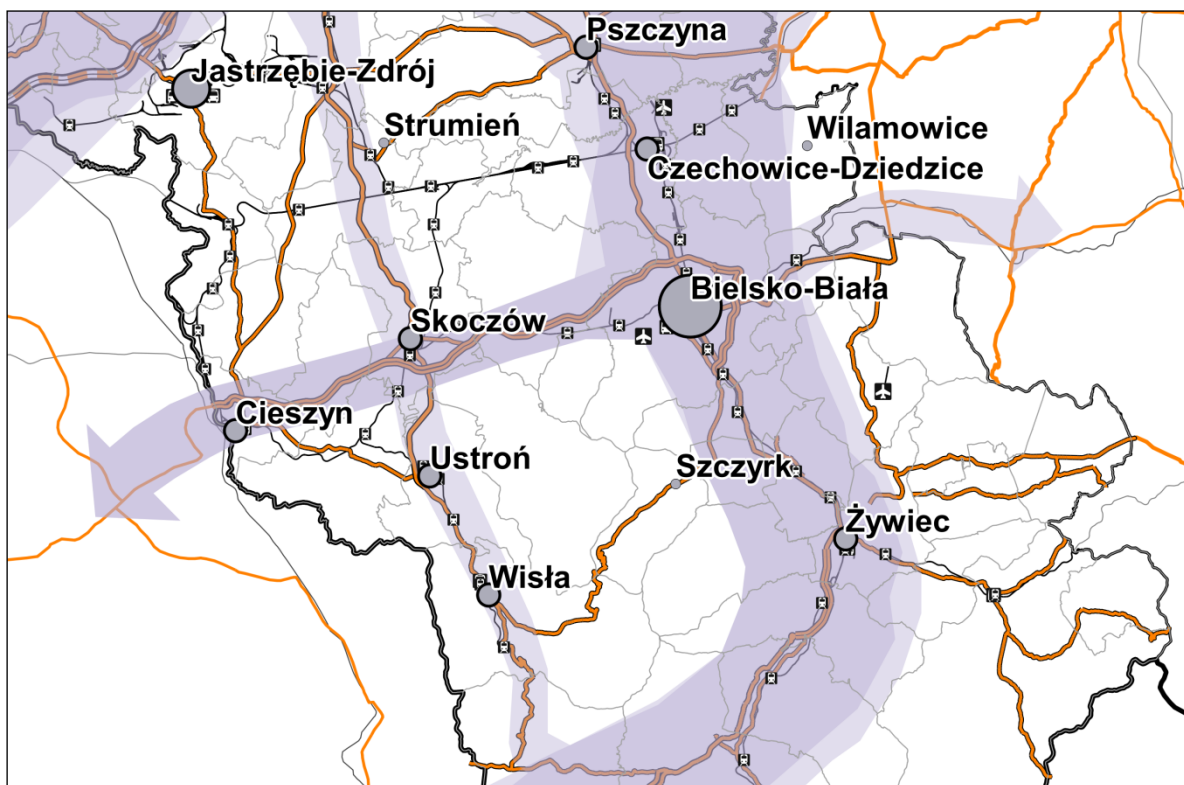 Pszczyna
Jastrzębie-Zdrój
Strumień
Wilamowice
Czechowice-Dziedzice
Bielsko-Biała
Skoczów
Cieszyn
Ustroń
Szczyrk
Żywiec
Wisła